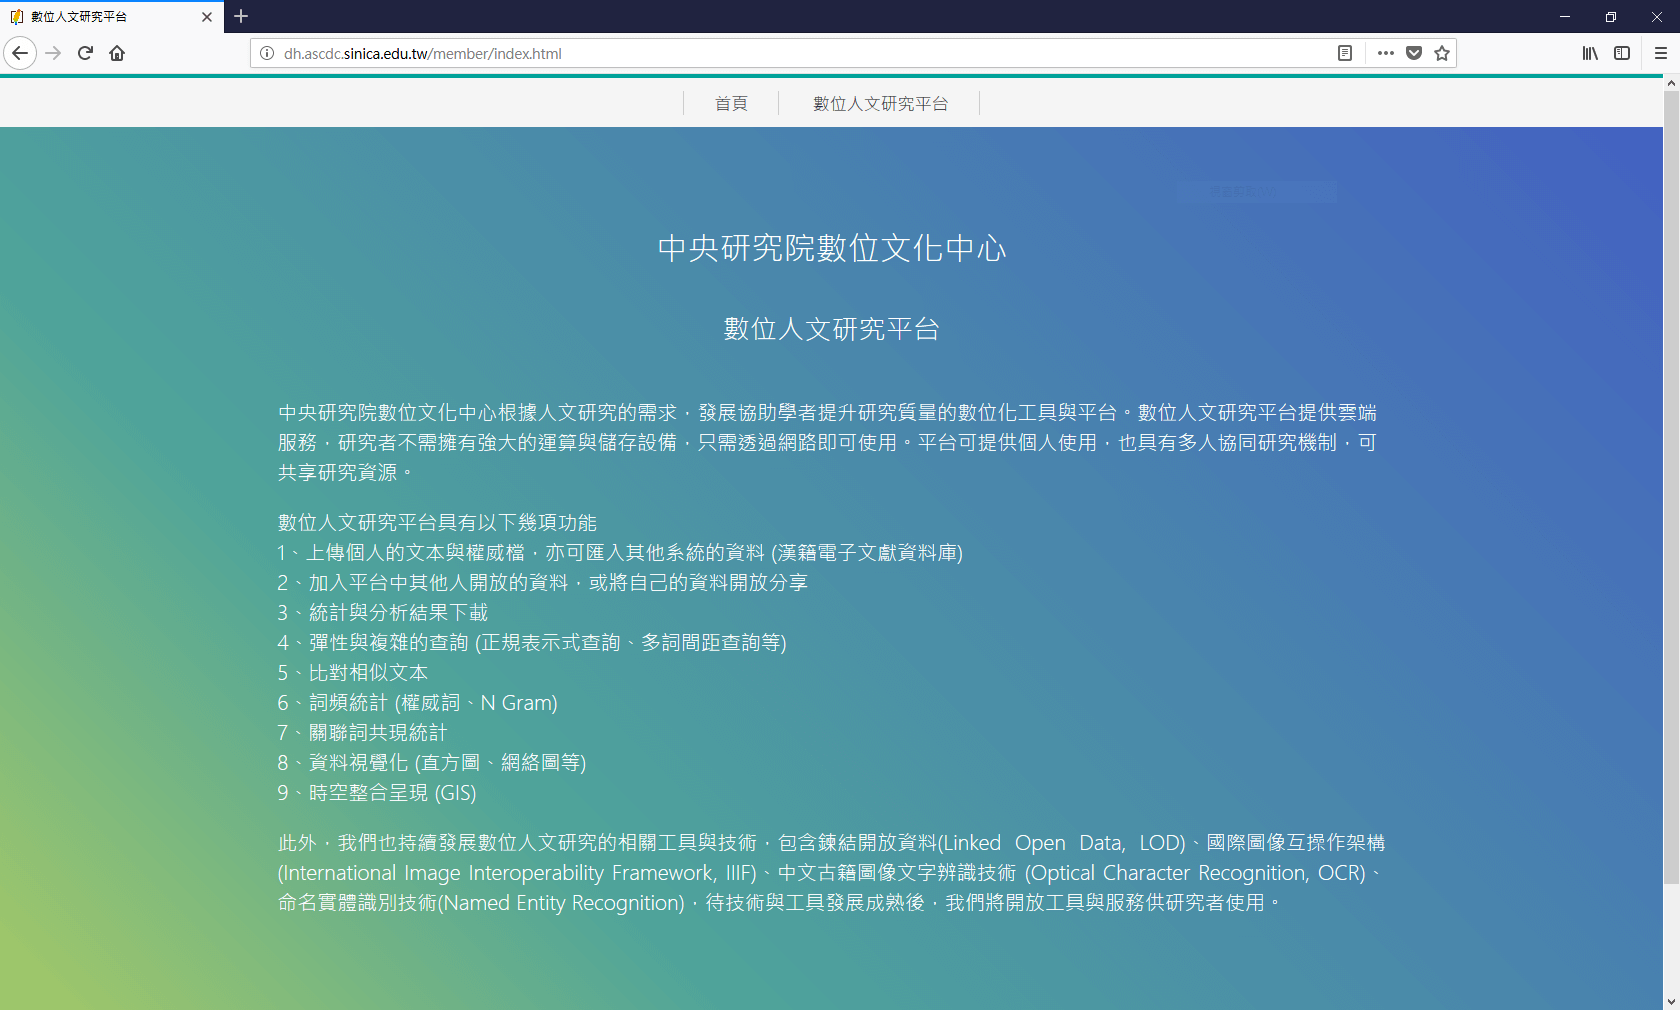 數位人文研究平台
dh.ascdc.sinica.edu.tw/member/index.html
首頁
數位人文研究平台
中央研究院數位文化中心
數位人文研究平台
中央研究院數位文化中心根據人文研究的需求，發展協助學者提升研究質量的數位化工具與平台。數位人文研究平台提供雲端
服務，研究者不需擁有強大的運算與儲存設備，只需透過網路即可使用。平台可提供個人使用，也具有多人協同研究機制，可
共享研究資源。
數位人文研究平台具有以下幾項功能
1、上傳個人的文本與權威檔，亦可匯入其他系統的資料 (漢籍電子文獻資料庫)
2、加入平台中其他人開放的資料，或將自己的資料開放分享
3、統計與分析結果下載
4、彈性與複雜的查詢 (正規表示式查詢、多詞間距查詢等)
5、比對相似文本
6、詞頻統計 (權威詞、N Gram)
7、關聯詞共現統計
8、資料視覺化 (直方圖、網絡圖等)
9、時空整合呈現 (GIS)
此外，我們也持續發展數位人文研究的相關工具與技術，包含鍊結開放資料(Linked Open Data, LOD)、國際圖像互操作架構
(International Image Interoperability Framework, IIIF)、中文古籍圖像文字辨識技術 (Optical Character Recognition, OCR)、
命名實體識別技術(Named Entity Recognition)，待技術與工具發展成熟後，我們將開放工具與服務供研究者使用。